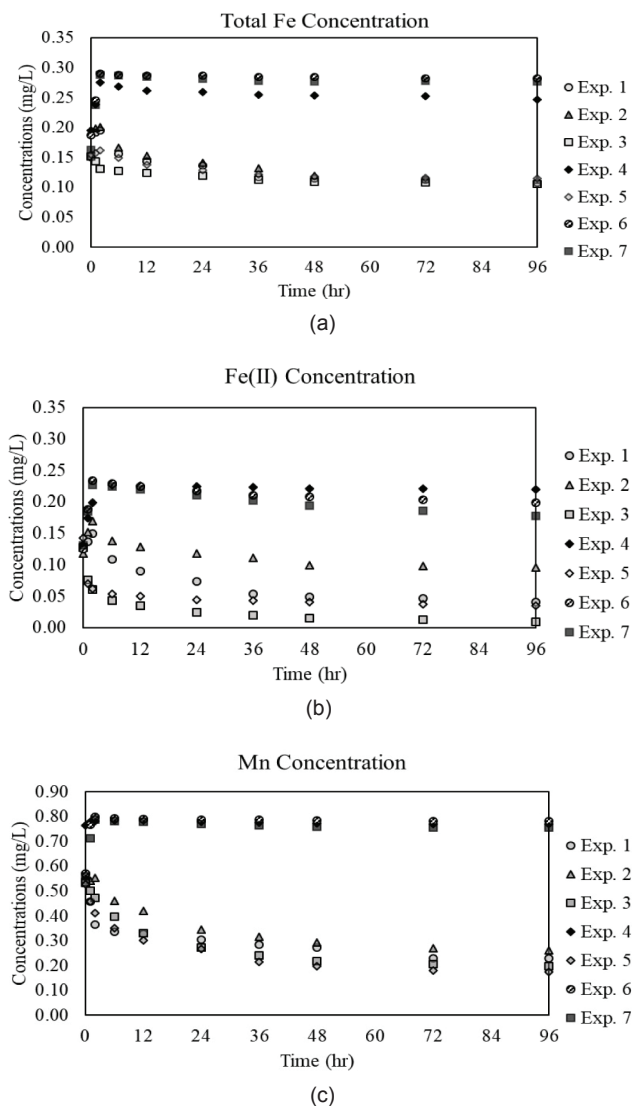 Total Fe Concentration
0.35
0.30
0.25
0.20
0.15
0.10
0.05
0.00
Concentrations (mg/L)
0 12 24 36 48 60 72 84 96
Time (hr)
Exp. 1
Exp. 2
Exp. 3
Exp. 4
Exp. 5
Exp. 6
Exp. 7
(a)
Fe(II) Concentration
0.35
0.30
0.25
0.20
0.15
0.10
0.05
0.00
Concentrations (mg/L)
0 12 24 36 48 60 72 84 96
Time (hr)
Exp. 1
Exp. 2
Exp. 3
Exp. 4
Exp. 5
Exp. 6
Exp. 7
(b)
Mn Concentration
0.90
0.80
0.70
0.60
0.50
0.40
0.30
0.20
0.10
0.00
Concentrations (mg/L)
0 12 24 36 48 60 72 84 96
Time (hr)
Exp. 1
Exp. 2
Exp. 3
Exp. 4
Exp. 5
Exp. 6
Exp. 7
(c)